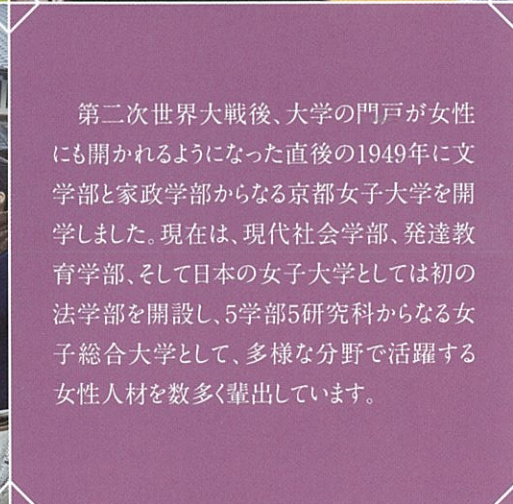 第二次世界大戦後、大学の門戸が女性
にも開かれるようになった直後の1949年に文
学部と家政学部からなる京都女子大学を開
学しました。現在は、現代社会学部、発達教
育学部、そして日本の女子大学としては初の
法学部を開設し、5学部5研究科からなる女
子総合大学として、多様な分野で活躍する
女性人材を数多く輩出しています。